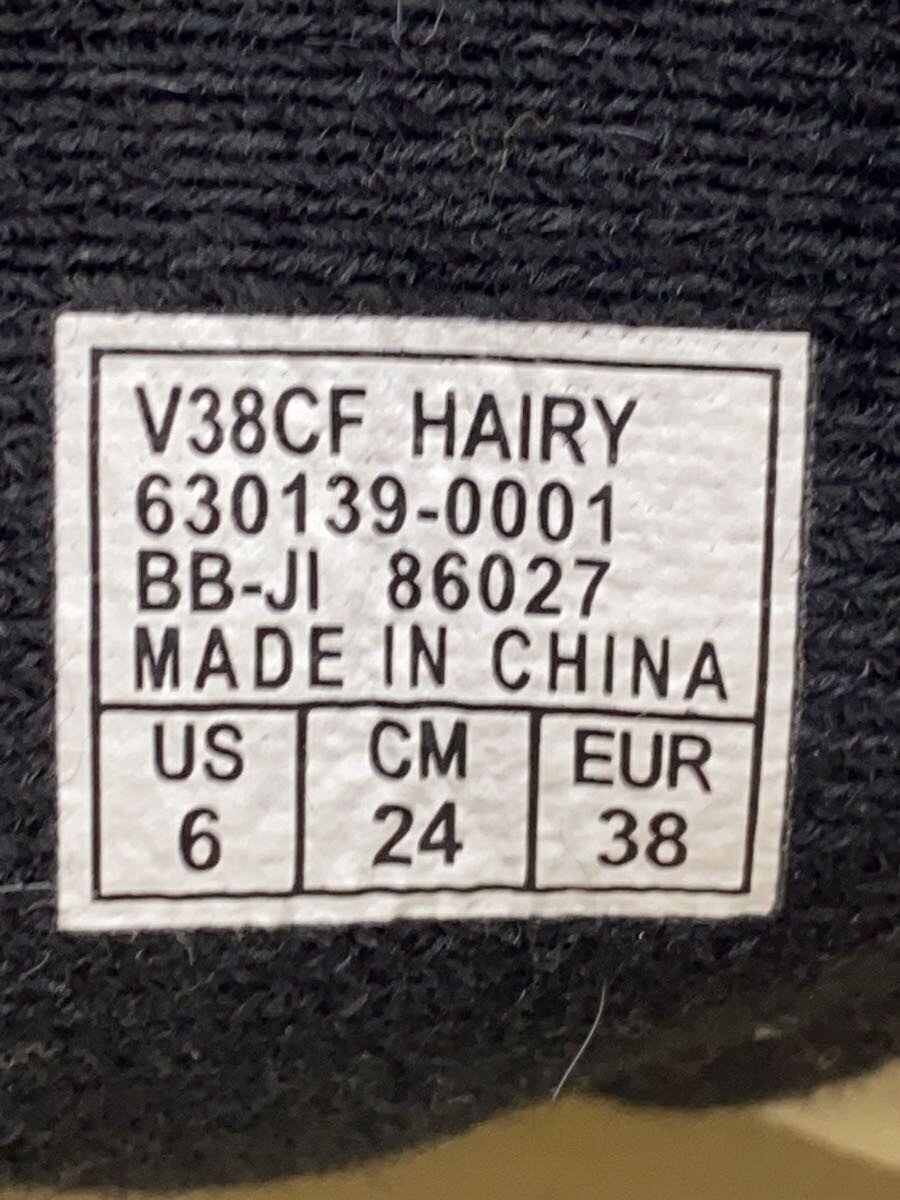 V38CF HAIRY
630139-0001
BB-JI 86027
MADE IN CHINA
US CM EUR
6 24 38